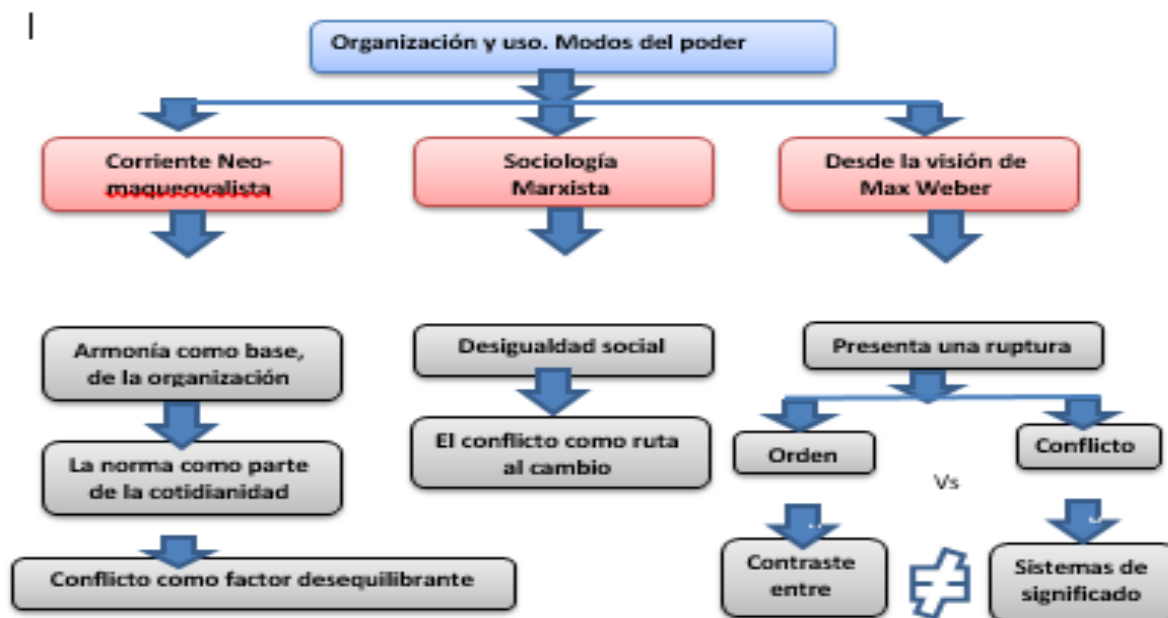 Organización y uso. Modos del poder
Corriente Neo-
maqueovalista
Sociología
Marxista
Desde la visión de
Max Weber
Armonía como base,
de la organización
La norma como parte
de la cotidianidad
Conflicto como factor desequilibrante
Desigualdad social
El conflicto como ruta
al cambio
Presenta una ruptura
Orden
Vs
Conflicto
Contraste
entre
≠
Sistemas de
significado